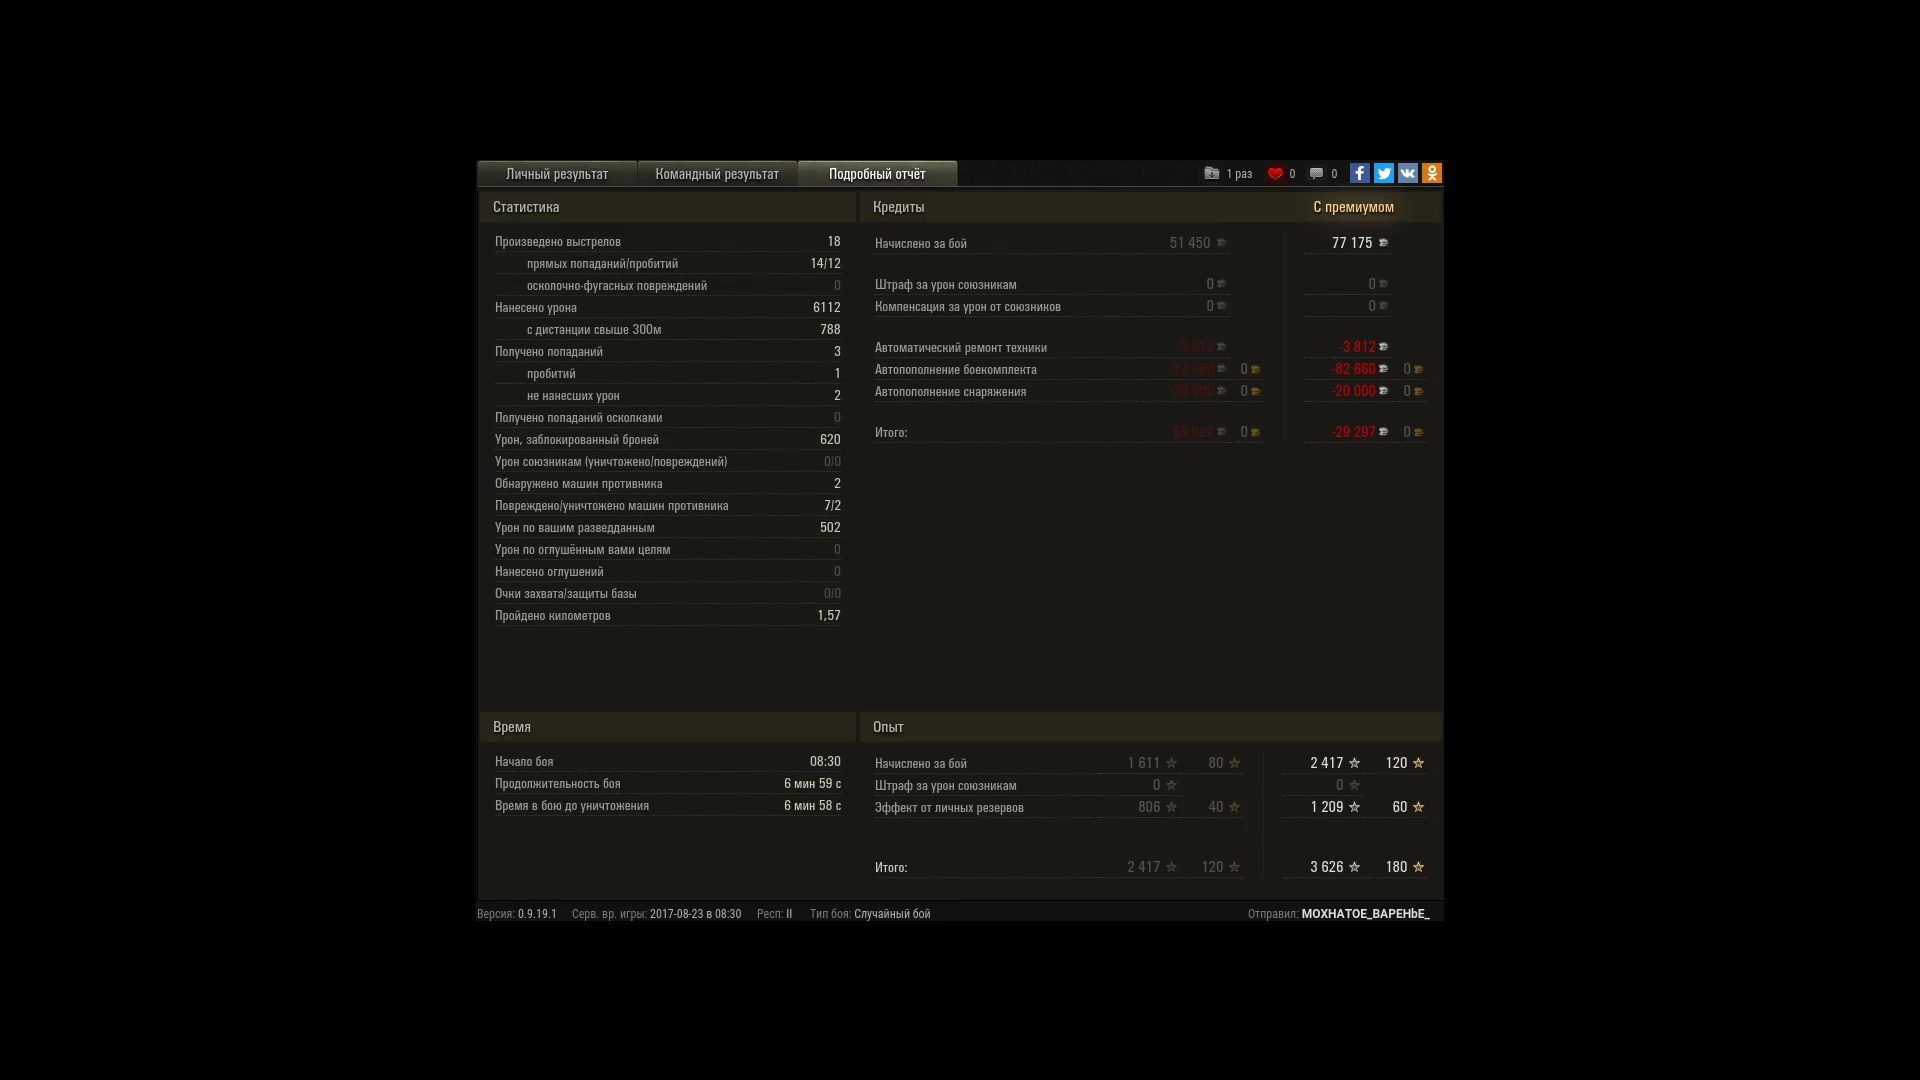 Личный результат Командный результат Подробный отчёт 1 раз 0 0
Статистика
Произведено выстрелов 18
прямых попаданий/пробитий 14/12
осколочно-фугасных повреждений 0
Нанесено урона 6112
с дистанции свыше 300м 788
Получено попаданий 3
пробитий 1
не нанесших урон 2
Получено попаданий осколками 0
Урон, заблокированный броней 620
Урон союзникам (уничтожено/повреждений) 0/0
Обнаружено машин противника 2
Повреждено/уничтожено машин противника 7/2
Урон по вашим разведданным 502
Урон по оглушённым вами целям 0
Нанесено оглушений 0
Очки захвата/защиты базы 0/0
Пройдено километров 1,57
Кредиты С премиумом
Начислено за бой 51 450 77 175
Штраф за урон союзникам 0 0
Компенсация за урон от союзников 0 0
Автоматический ремонт техники -3 812 -3 812
Автопополнение боекомплекта -82 660 0 -82 660 0
Автопополнение снаряжения -20 000 0 -20 000 0
Итого: -55 022 0 -29 297 0
Время
Начало боя 08:30
Продолжительность боя 6 мин 59 с
Время в бою до уничтожения 6 мин 58 с
Опыт
Начислено за бой 1 611 80 2 417 120
Штраф за урон союзникам 0 0
Эффект от личных резервов 806 40 1 209 60
Итого: 2 417 120 3 626 180
Версия: 0.9.19.1 Серв. вр. игры: 2017-08-23 в 08:30 Респ: II Тип боя: Случайный бой Отправил: MOXHATOE_BAPEHbE_